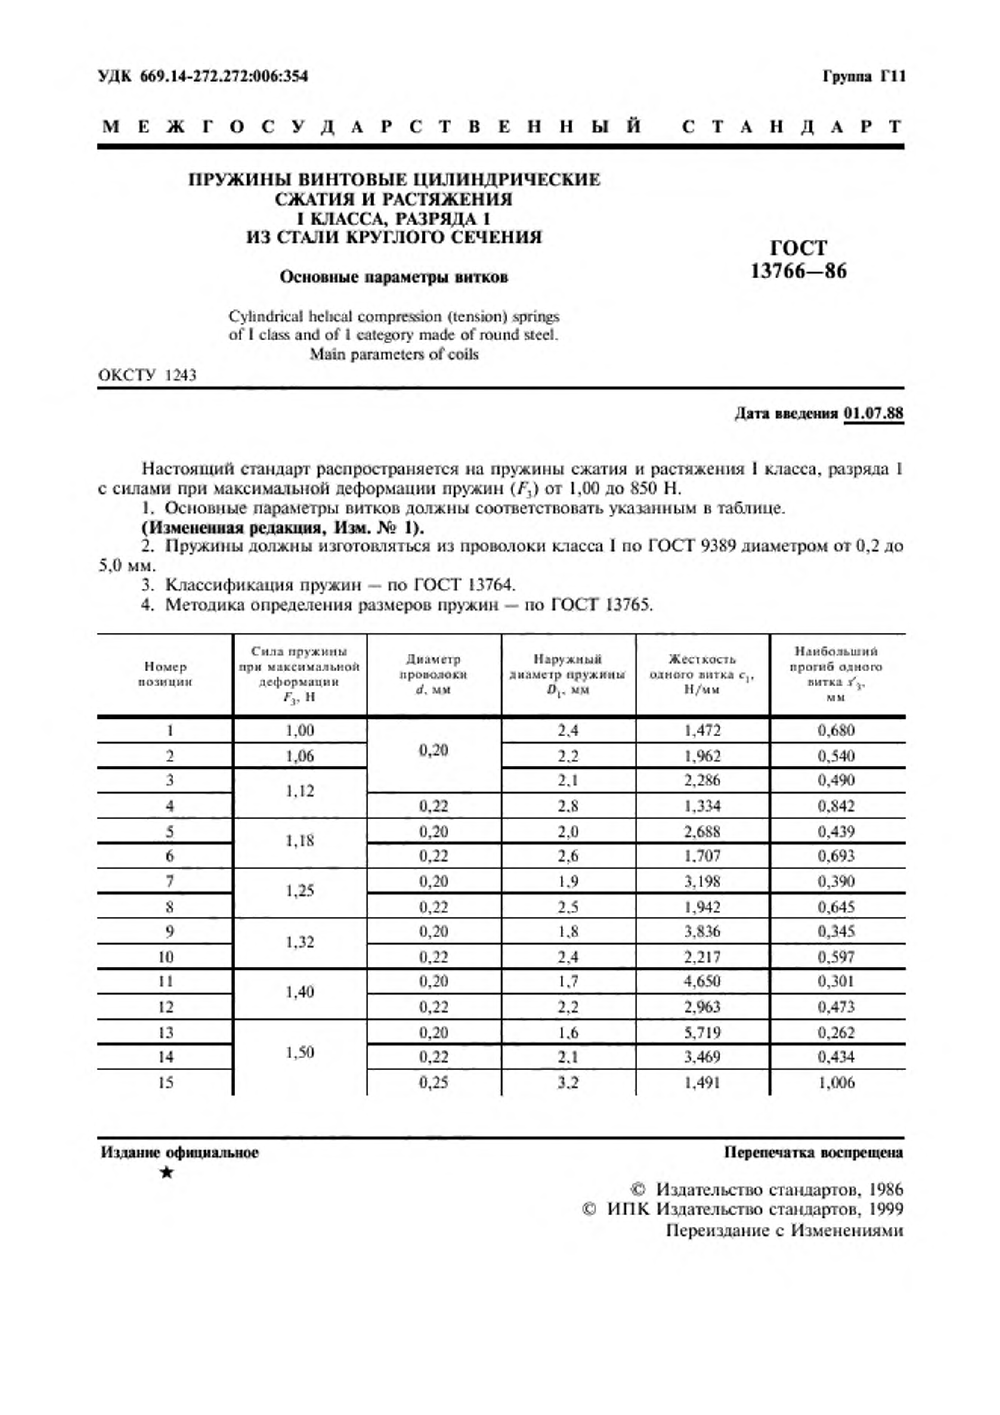 УДК 669.14-272.272:006:354 Группа Г11
МЕЖГОСУДАРСТВЕННЫЙ СТАНДАРТ
ПРУЖИНЫ ВИНТОВЫЕ ЦИЛИНДРИЧЕСКИЕ
СЖАТИЯ И РАСТЯЖЕНИЯ
I КЛАССА, РАЗРЯДА 1
ИЗ СТАЛИ КРУГЛОГО СЕЧЕНИЯ
Основные параметры витков
ГОСТ
13766—86
Cylindrical helical compression (tension) springs
of I class and of 1 category made of round steel.
Main parameters of coils
ОКСТУ 1243
Дата введения 01.07.88
Настоящий стандарт распространяется на пружины сжатия и растяжения I класса, разряда 1
с силами при максимальной деформации пружин (F₃) от 1,00 до 850 Н.
1. Основные параметры витков должны соответствовать указанным в таблице.
(Измененная редакция, Изм. № 1).
2. Пружины должны изготовляться из проволоки класса I по ГОСТ 9389 диаметром от 0,2 до
5,0 мм.
3. Классификация пружин — по ГОСТ 13764.
4. Методика определения размеров пружин — по ГОСТ 13765.
Номер
позиции
Сила пружины
при максимальной
деформации
F₃, Н
Диаметр
проволоки
d, мм
Наружный
диаметр пружины
D₁, мм
Жесткость
одного витка c₁,
Н/мм
Наибольший
прогиб одного
витка s'₃,
мм
1 1,00 0,20 2,4 1,472 0,680
2 1,06 2,2 1,962 0,540
3 1,12 2,1 2,286 0,490
4 0,22 2,8 1,334 0,842
5 1,18 0,20 2,0 2,688 0,439
6 0,22 2,6 1,707 0,693
7 1,25 0,20 1,9 3,198 0,390
8 0,22 2,5 1,942 0,645
9 1,32 0,20 1,8 3,836 0,345
10 0,22 2,4 2,217 0,597
11 1,40 0,20 1,7 4,650 0,301
12 0,22 2,2 2,963 0,473
13 1,50 0,20 1,6 5,719 0,262
14 0,22 2,1 3,469 0,434
15 0,25 3,2 1,491 1,006
Издание официальное Перепечатка воспрещена
★
© Издательство стандартов, 1986
© ИПК Издательство стандартов, 1999
Переиздание с Изменениями